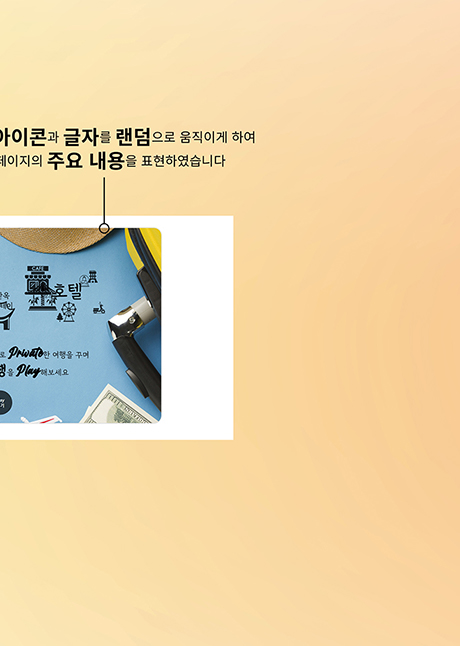 아이콘과 글자를 랜덤으로 움직이게 하여
페이지의 주요 내용을 표현하였습니다
CAFE
호텔
로 Private한 여행을 꾸며
행을 Play해보세요